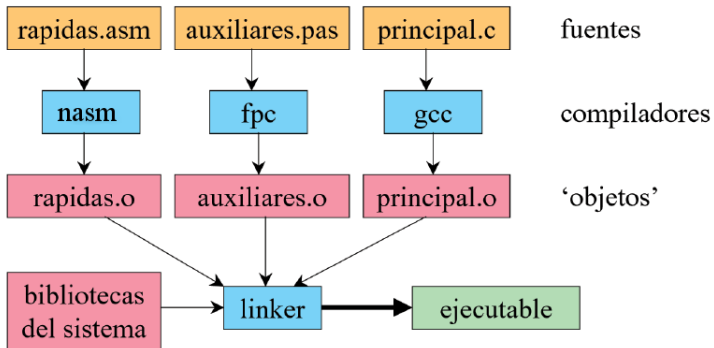 rapidas.asm auxiliares.pas principal.c fuentes
nasm fpc gcc compiladores
rapidas.o auxiliares.o principal.o ‘objetos’
bibliotecas
del sistema
linker ejecutable